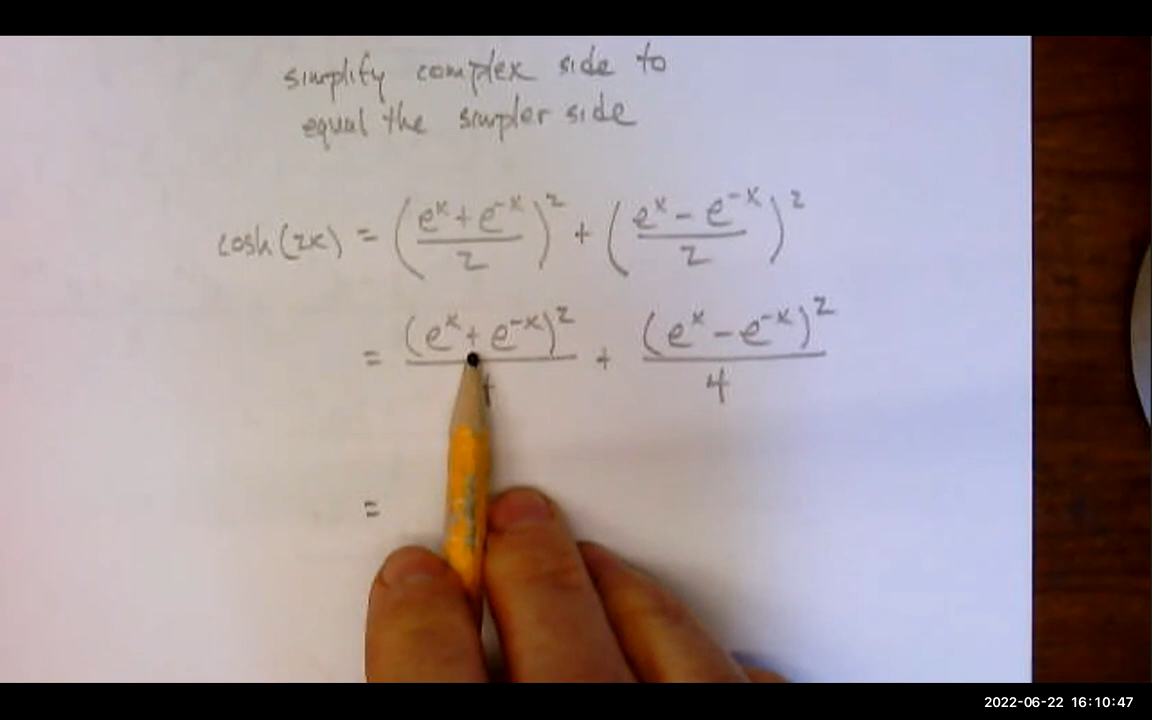 simplify complex side to
equal the simpler side
cosh(2x) = ((e^x + e^-x)/2)^2 + ((e^x - e^-x)/2)^2
= (e^x + e^-x)^2/4 + (e^x - e^-x)^2/4
=
2022-06-22 16:10:47